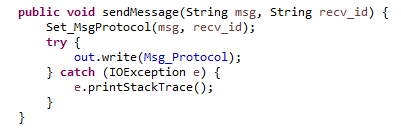 public void sendMessage(String msg, String recv_id) {
    Set_MsgProtocol(msg, recv_id);
    try {
        out.write(Msg_Protocol);
    } catch (IOException e) {
        e.printStackTrace();
    }
}